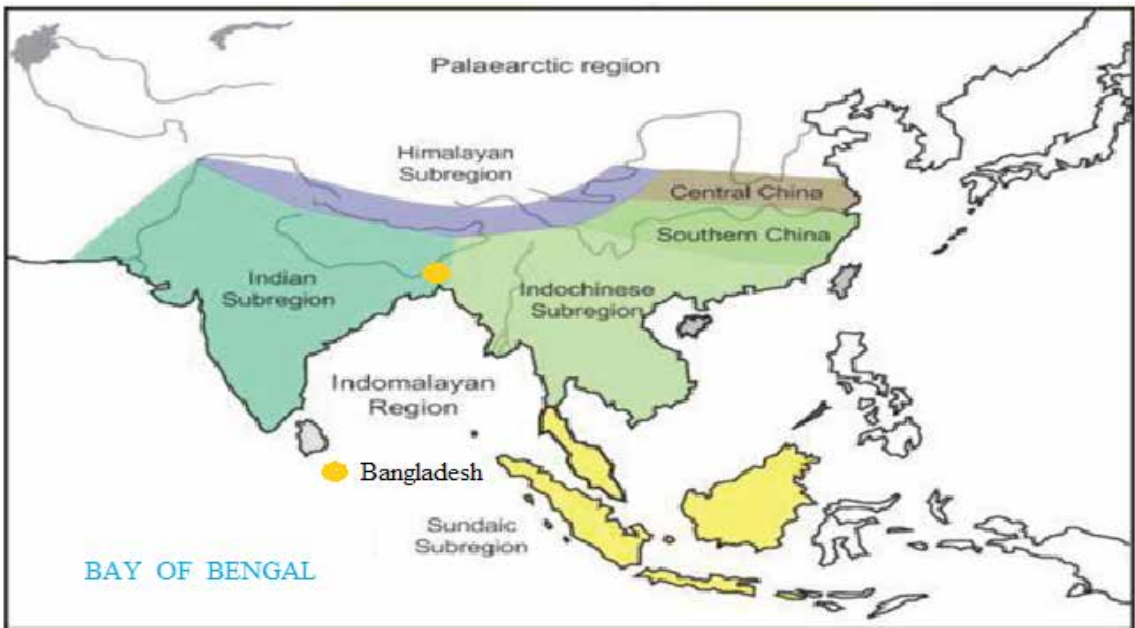 Palaearctic region
Himalayan
Subregion
Central China
Southern China
Indian
Subregion
Indochinese
Subregion
Indomalayan
Region
Bangladesh
Sundaic
Subregion
BAY OF BENGAL